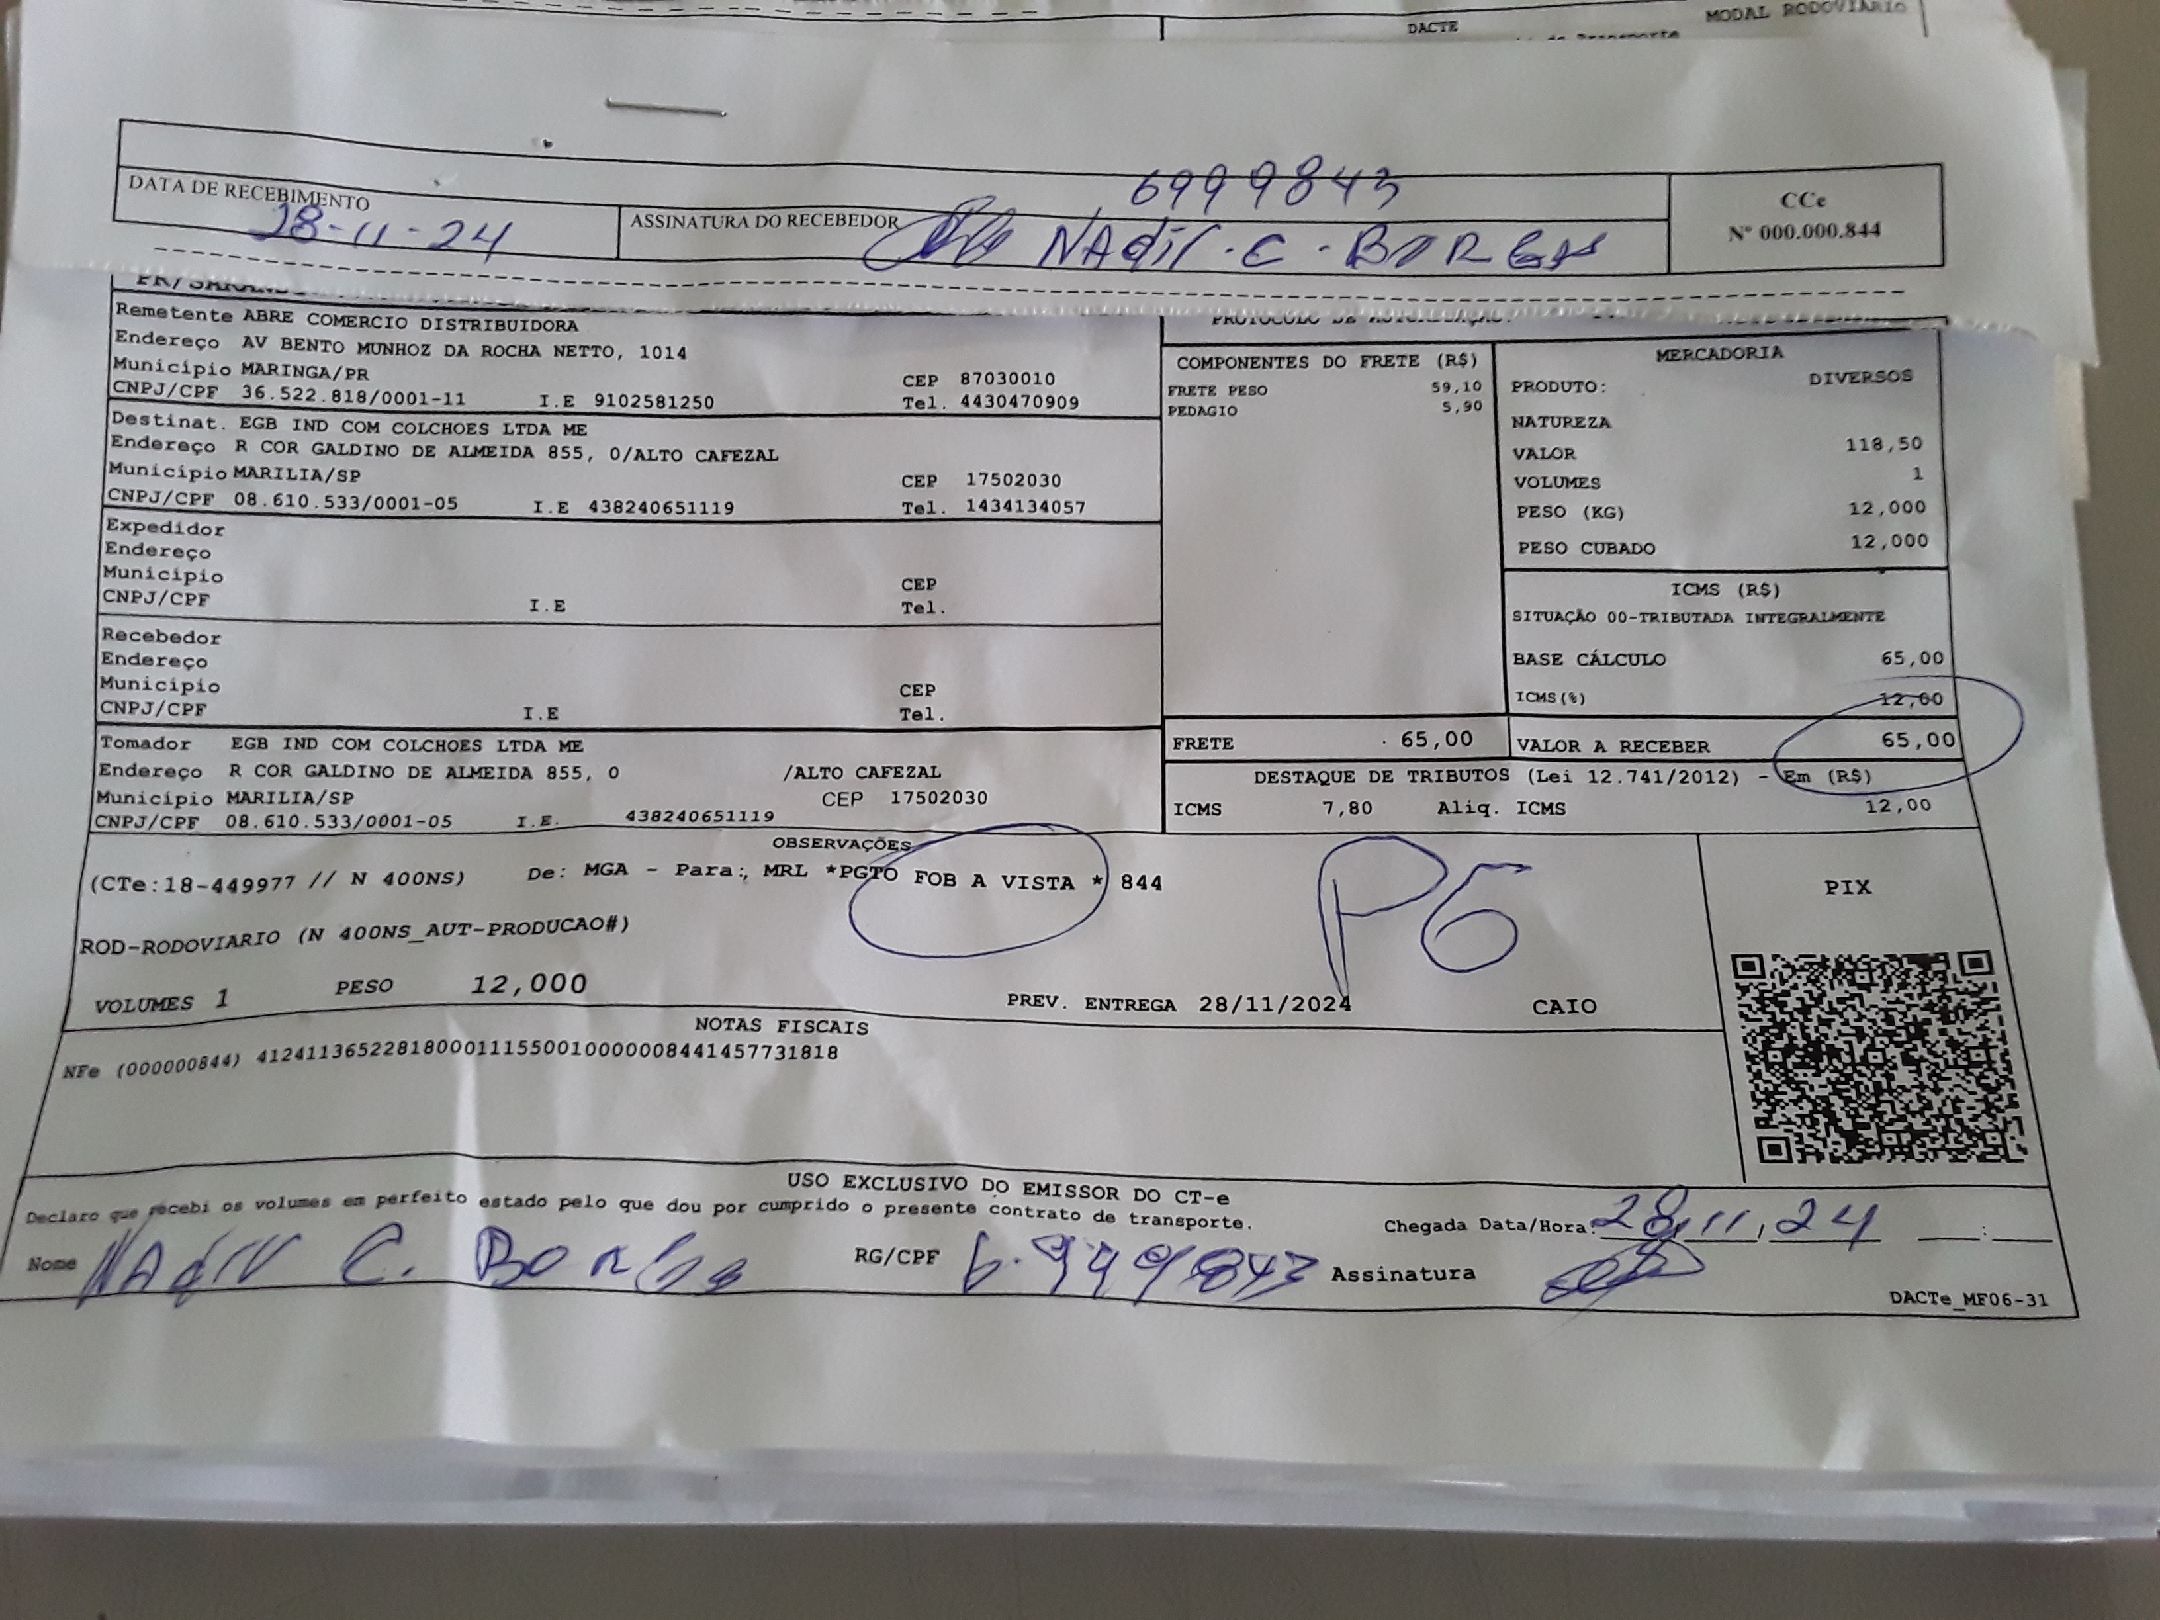 MODAL RODOVIÁRIO
DACTE
de Transporte
6999843
DATA DE RECEBIMENTO
28-11-24
ASSINATURA DO RECEBEDOR
NAdir.C.BORGES
CCe
Nº 000.000.844
Remetente ABRE COMERCIO DISTRIBUIDORA
Endereço AV BENTO MUNHOZ DA ROCHA NETTO, 1014
Município MARINGA/PR CEP 87030010
CNPJ/CPF 36.522.818/0001-11 I.E 9102581250 Tel. 4430470909
Destinat. EGB IND COM COLCHOES LTDA ME
Endereço R COR GALDINO DE ALMEIDA 855, 0/ALTO CAFEZAL
Município MARILIA/SP CEP 17502030
CNPJ/CPF 08.610.533/0001-05 I.E 438240651119 Tel. 1434134057
Expedidor
Endereço
Município CEP
CNPJ/CPF I.E Tel.
Recebedor
Endereço
Município CEP
CNPJ/CPF I.E Tel.
Tomador EGB IND COM COLCHOES LTDA ME
Endereço R COR GALDINO DE ALMEIDA 855, 0 /ALTO CAFEZAL
Município MARILIA/SP CEP 17502030
CNPJ/CPF 08.610.533/0001-05 I.E. 438240651119
COMPONENTES DO FRETE (R$)
FRETE PESO 59,10
PEDAGIO 5,90
MERCADORIA
PRODUTO: DIVERSOS
NATUREZA
VALOR 118,50
VOLUMES 1
PESO (KG) 12,000
PESO CUBADO 12,000
ICMS (R$)
SITUAÇÃO 00-TRIBUTADA INTEGRALMENTE
BASE CÁLCULO 65,00
ICMS(%) 12,00
FRETE 65,00 VALOR A RECEBER 65,00
DESTAQUE DE TRIBUTOS (Lei 12.741/2012) - Em (R$)
ICMS 7,80 Aliq. ICMS 12,00
OBSERVAÇÕES
(CTe:18-449977 // N 400NS) De: MGA - Para:, MRL *PGTO FOB A VISTA * 844
ROD-RODOVIARIO (N 400NS_AUT-PRODUCAO#)
VOLUMES 1 PESO 12,000 PREV. ENTREGA 28/11/2024 CAIO
PIX
NOTAS FISCAIS
NFe (000000844) 41241136522818000111550010000008441457731818
USO EXCLUSIVO DO EMISSOR DO CT-e
Declaro que recebi os volumes em perfeito estado pelo que dou por cumprido o presente contrato de transporte.
Chegada Data/Hora: 28,11,24 :
Nome NAdir C. Borges RG/CPF 6.999843 Assinatura
DACTe_MF06-31